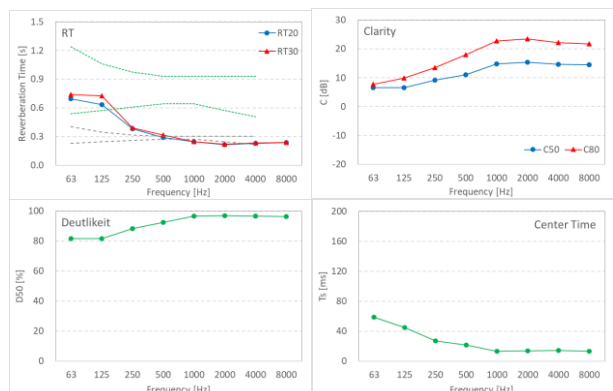 RT
RT20
RT30
Reverberation Time [s]
1.5
1.2
0.9
0.6
0.3
0.0
63 125 250 500 1000 2000 4000 8000
Frequency [Hz]
Clarity
C [dB]
30
20
10
0
-10
-20
C50 C80
63 125 250 500 1000 2000 4000 8000
Frequency [Hz]
Deutlikeit
D50 [%]
100
80
60
40
20
0
63 125 250 500 1000 2000 4000 8000
Frequency [Hz]
Center Time
Ts [ms]
200
160
120
80
40
0
63 125 250 500 1000 2000 4000 8000
Frequency [Hz]